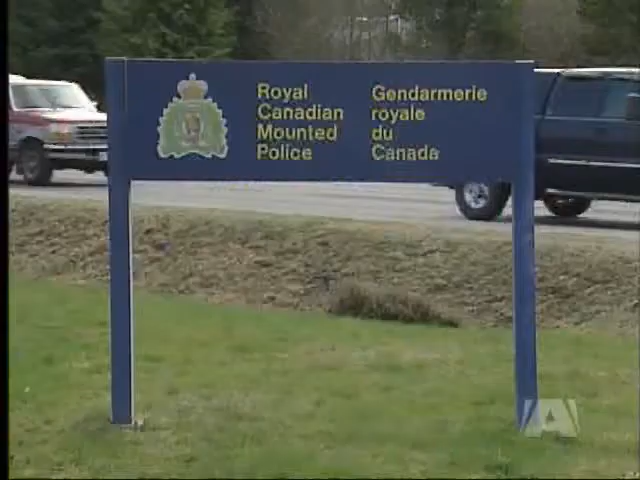 Royal
Canadian
Mounted
Police
Gendarmerie
royale
du
Canada
A